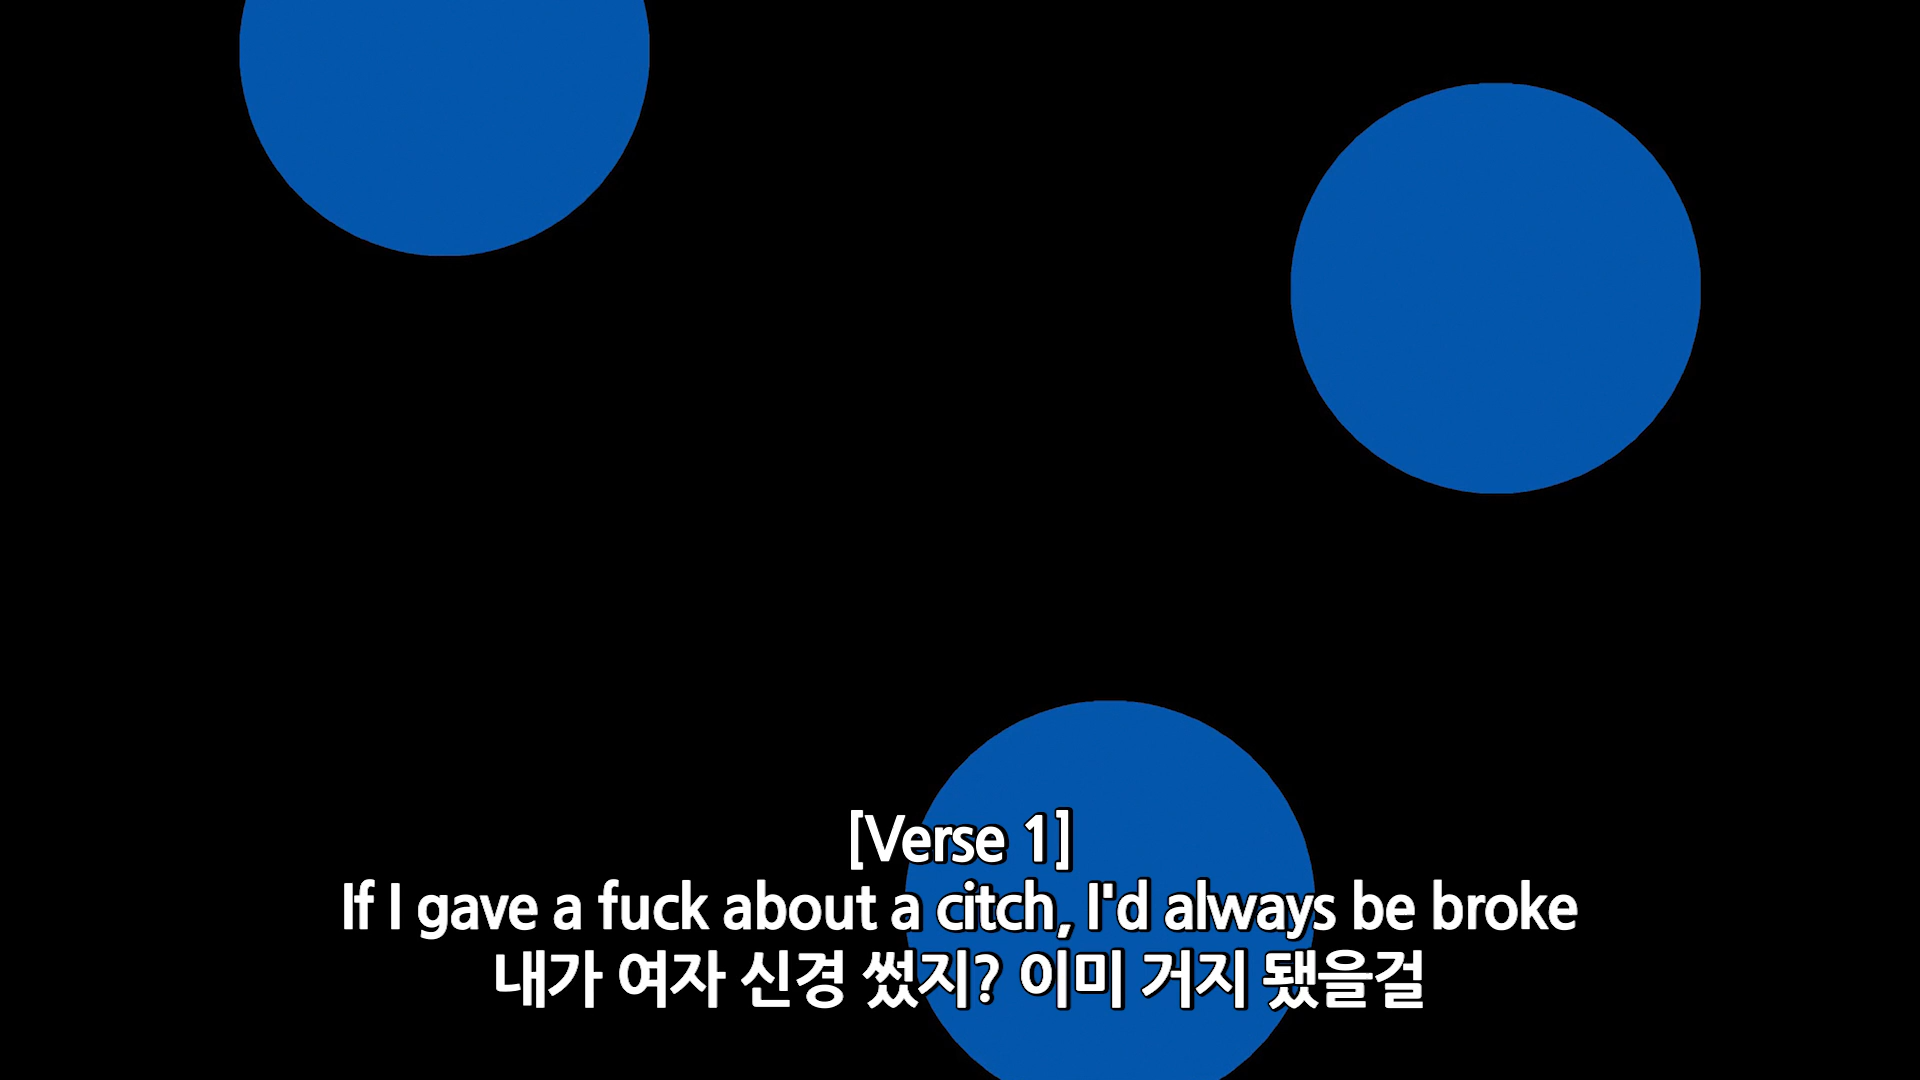 [Verse 1]
If I gave a fuck about a citch, I'd always be broke
내가 여자 신경 썼지? 이미 거지 됐을걸